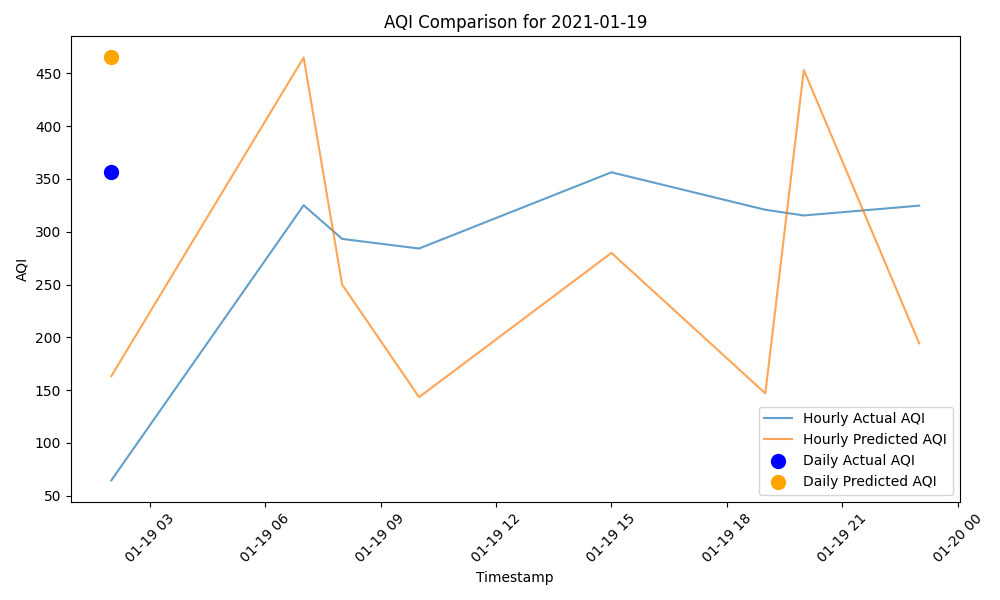 AQI Comparison for 2021-01-19
AQI
450
400
350
300
250
200
150
100
50
Hourly Actual AQI
Hourly Predicted AQI
Daily Actual AQI
Daily Predicted AQI
01-19 03
01-19 06
01-19 09
01-19 12
01-19 15
01-19 18
01-19 21
01-20 00
Timestamp